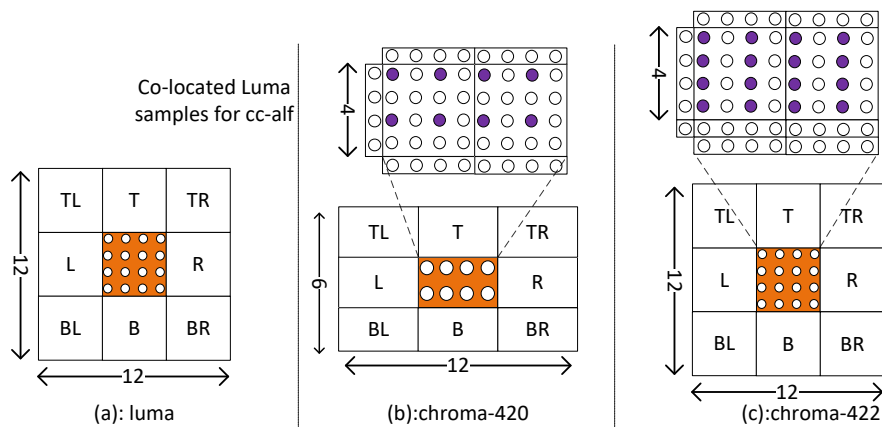 Co-located Luma
samples for cc-alf
4
4
TL T TR
L R
BL B BR
12
12
(a): luma
TL T TR
L R
BL B BR
6
12
(b):chroma-420
TL T TR
L R
BL B BR
12
12
(c):chroma-422